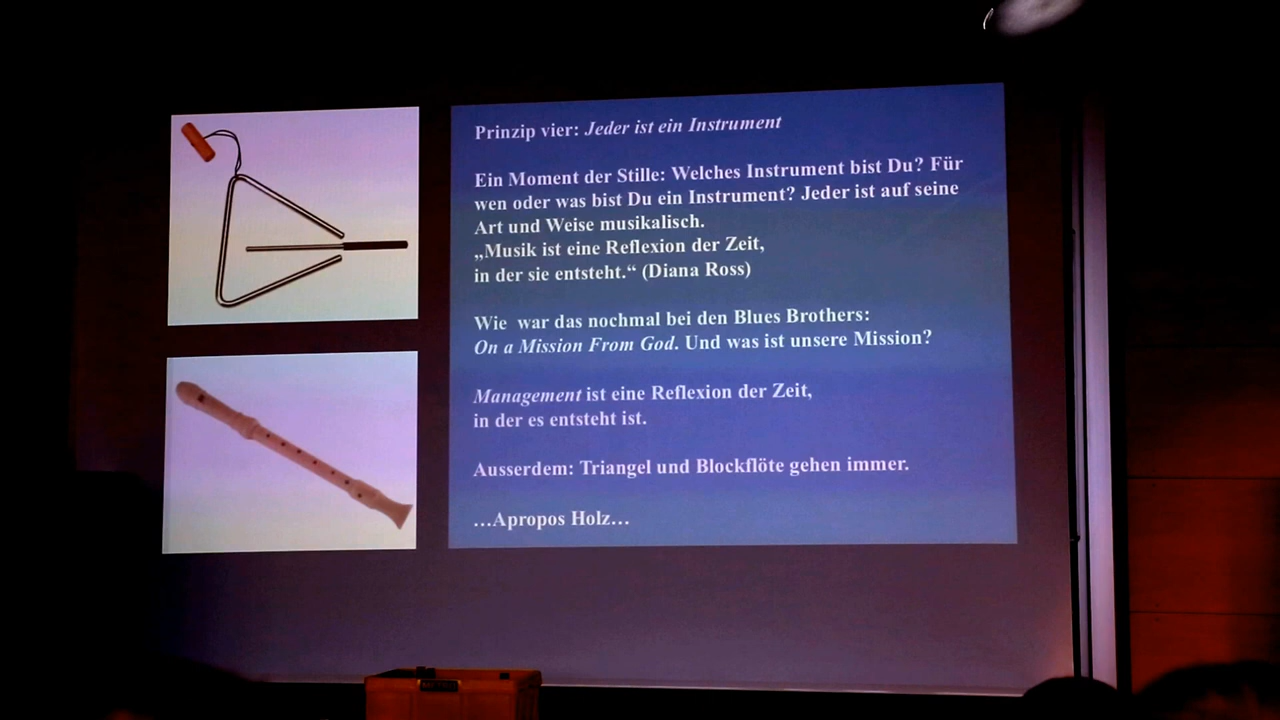 Prinzip vier: Jeder ist ein Instrument
Ein Moment der Stille: Welches Instrument bist Du? Für
wen oder was bist Du ein Instrument? Jeder ist auf seine
Art und Weise musikalisch.
„Musik ist eine Reflexion der Zeit,
in der sie entsteht.“ (Diana Ross)
Wie war das nochmal bei den Blues Brothers:
On a Mission From God. Und was ist unsere Mission?
Management ist eine Reflexion der Zeit,
in der es entsteht ist.
Ausserdem: Triangel und Blockflöte gehen immer.
…Apropos Holz…